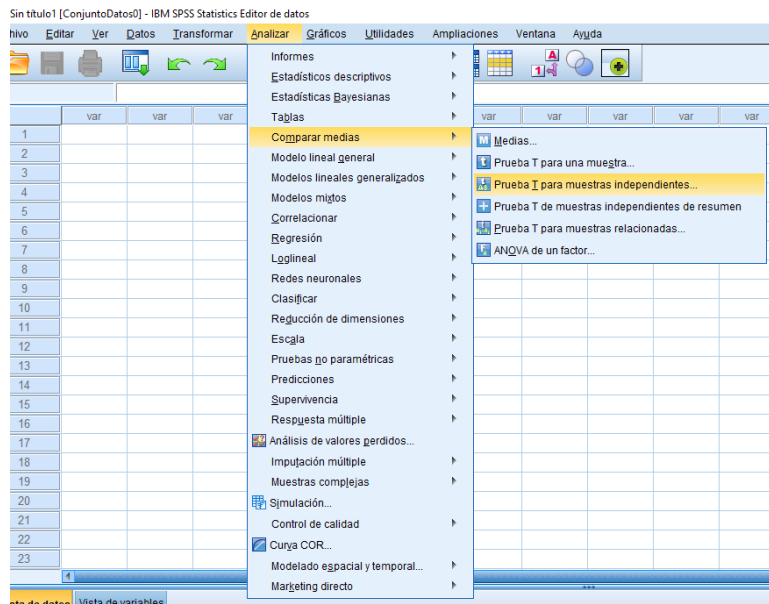 Sin título1 [ConjuntoDatos0] - IBM SPSS Statistics Editor de datos
hivo Editar Ver Datos Transformar Analizar Gráficos Utilidades Ampliaciones Ventana Ayuda
Informes
Estadísticos descriptivos
Estadísticas Bayesianas
Tablas
Comparar medias
Modelo lineal general
Modelos lineales generalizados
Modelos mixtos
Correlacionar
Regresión
Loglineal
Redes neuronales
Clasificar
Reducción de dimensiones
Escala
Pruebas no paramétricas
Predicciones
Supervivencia
Respuesta múltiple
Análisis de valores perdidos...
Imputación múltiple
Muestras complejas
Simulación...
Control de calidad
Curva COR...
Modelado espacial y temporal...
Marketing directo
Medias...
Prueba T para una muestra...
Prueba T para muestras independientes...
Prueba T de muestras independientes de resumen
Prueba T para muestras relacionadas...
ANOVA de un factor...
var var var var var var var var
1
2
3
4
5
6
7
8
9
10
11
12
13
14
15
16
17
18
19
20
21
22
23
sta de datos Vista de variables